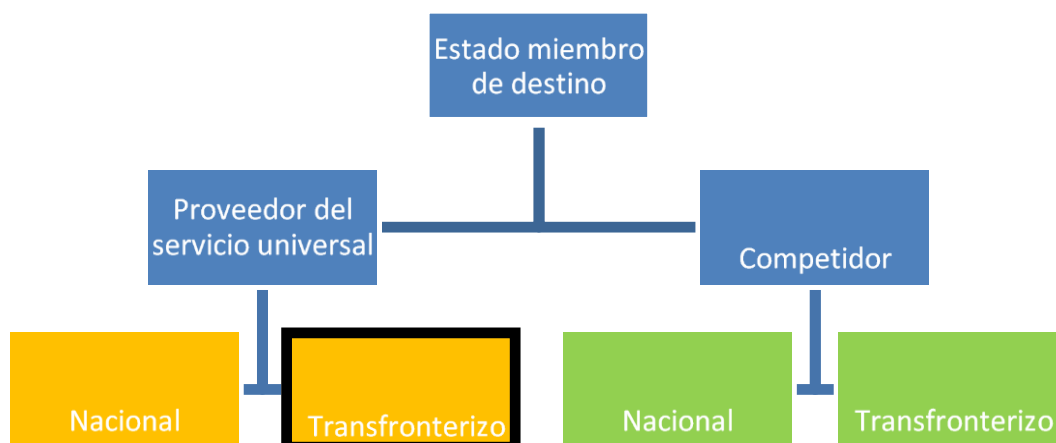 Estado miembro
de destino
Proveedor del
servicio universal
Competidor
Nacional
Transfronterizo
Nacional
Transfronterizo